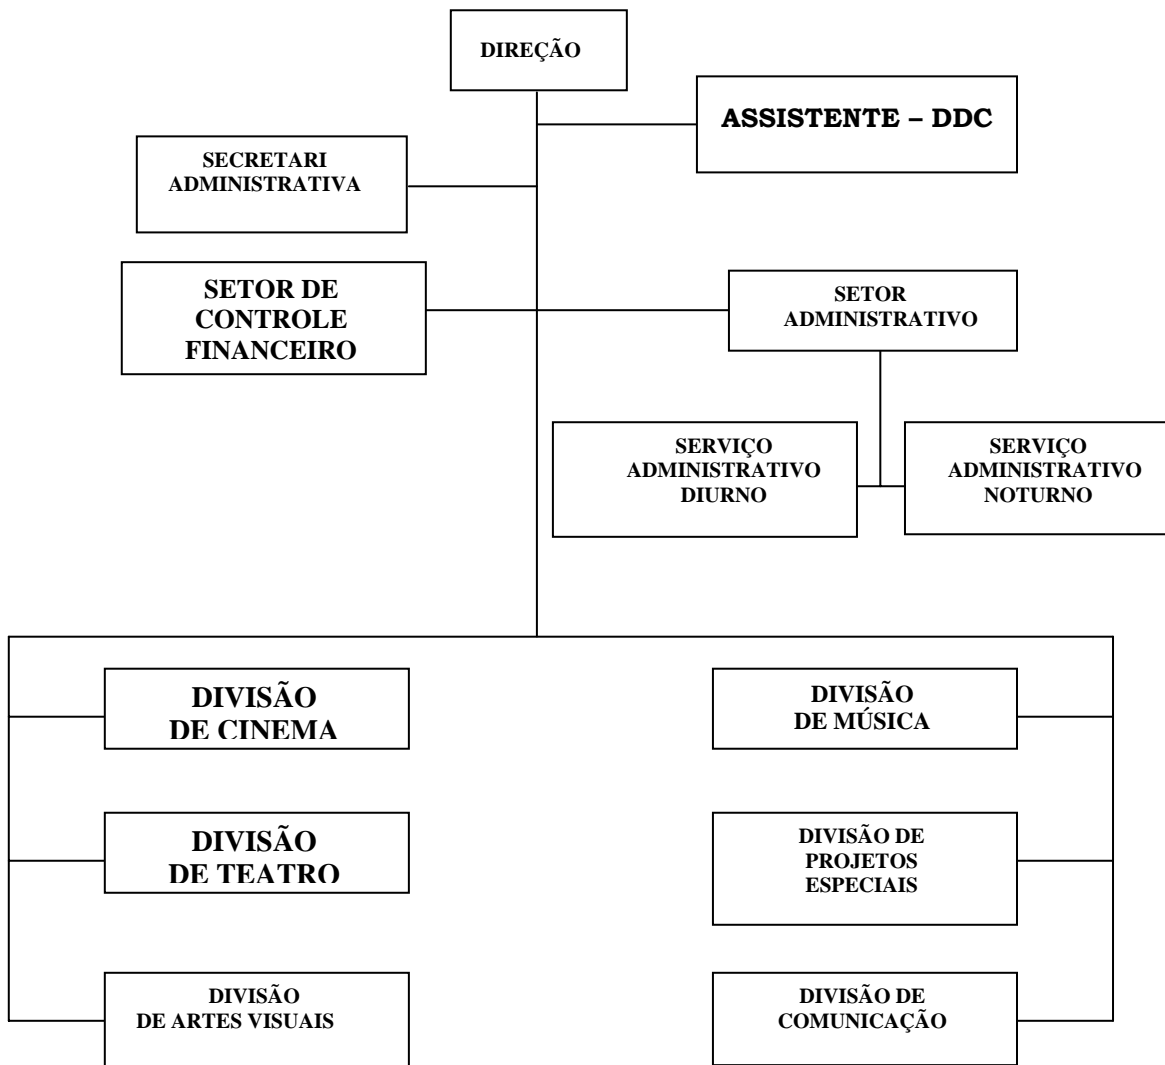 DIREÇÃO
ASSISTENTE – DDC
SECRETARI
ADMINISTRATIVA
SETOR DE
CONTROLE
FINANCEIRO
SETOR
ADMINISTRATIVO
SERVIÇO
ADMINISTRATIVO
DIURNO
SERVIÇO
ADMINISTRATIVO
NOTURNO
DIVISÃO
DE CINEMA
DIVISÃO
DE MÚSICA
DIVISÃO
DE TEATRO
DIVISÃO DE
PROJETOS
ESPECIAIS
DIVISÃO
DE ARTES VISUAIS
DIVISÃO DE
COMUNICAÇÃO